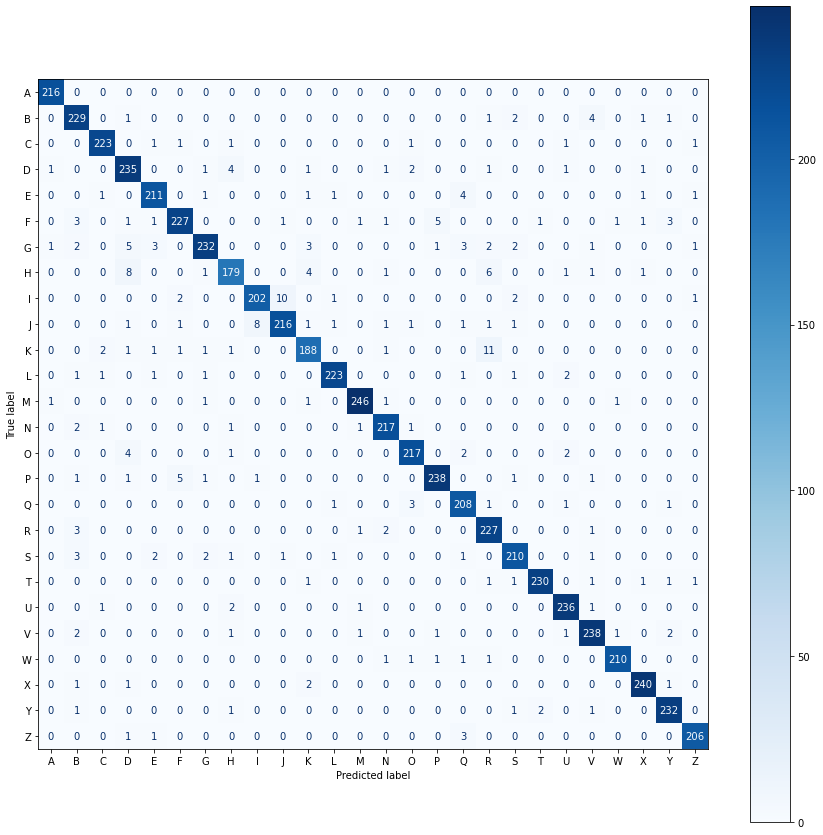 A 216 0 0 0 0 0 0 0 0 0 0 0 0 0 0 0 0 0 0 0 0 0 0 0 0 0
B 0 229 0 1 0 0 0 0 0 0 0 0 0 0 0 0 0 1 2 0 0 4 0 1 1 0
C 0 0 223 0 1 1 0 1 0 0 0 0 0 0 1 0 0 0 0 0 1 0 0 0 0 1
D 1 0 0 235 0 0 1 4 0 0 1 0 0 1 2 0 0 1 0 0 1 0 0 1 0 0
E 0 0 1 0 211 0 1 0 0 0 1 1 0 0 0 0 4 0 0 0 0 0 0 1 0 1
F 0 3 0 1 1 227 0 0 0 1 0 0 1 1 0 5 0 0 0 1 0 0 1 1 3 0
G 1 2 0 5 3 0 232 0 0 0 3 0 0 0 0 1 3 2 2 0 0 1 0 0 0 1
H 0 0 0 8 0 0 1 179 0 0 4 0 0 1 0 0 0 6 0 0 1 1 0 1 0 0
I 0 0 0 0 0 2 0 0 202 10 0 1 0 0 0 0 0 0 2 0 0 0 0 0 0 1
J 0 0 0 1 0 1 0 0 8 216 1 1 0 1 1 0 1 1 1 0 0 0 0 0 0 0
K 0 0 2 1 1 1 1 1 0 0 188 0 0 1 0 0 0 11 0 0 0 0 0 0 0 0
L 0 1 1 0 1 0 1 0 0 0 0 223 0 0 0 0 1 0 1 0 2 0 0 0 0 0
M 1 0 0 0 0 0 1 0 0 0 1 0 246 1 0 0 0 0 0 0 0 0 1 0 0 0
N 0 2 1 0 0 0 0 1 0 0 0 0 1 217 1 0 0 0 0 0 0 0 0 0 0 0
O 0 0 0 4 0 0 0 1 0 0 0 0 0 0 217 0 2 0 0 0 2 0 0 0 0 0
P 0 1 0 1 0 5 1 0 1 0 0 0 0 0 0 238 0 0 1 0 0 1 0 0 0 0
Q 0 0 0 0 0 0 0 0 0 0 0 1 0 0 3 0 208 1 0 0 1 0 0 0 1 0
R 0 3 0 0 0 0 0 0 0 0 0 0 1 2 0 0 0 227 0 0 0 1 0 0 0 0
S 0 3 0 0 2 0 2 1 0 1 0 1 0 0 0 0 1 0 210 0 0 1 0 0 0 0
T 0 0 0 0 0 0 0 0 0 0 1 0 0 0 0 0 0 1 1 230 0 1 0 1 1 1
U 0 0 1 0 0 0 0 2 0 0 0 0 1 0 0 0 0 0 0 0 236 1 0 0 0 0
V 0 2 0 0 0 0 0 1 0 0 0 0 1 0 0 1 0 0 0 0 1 238 1 0 2 0
W 0 0 0 0 0 0 0 0 0 0 0 0 0 1 1 1 1 1 0 0 0 0 210 0 0 0
X 0 1 0 1 0 0 0 0 0 0 2 0 0 0 0 0 0 0 0 0 0 0 0 240 1 0
Y 0 1 0 0 0 0 0 1 0 0 0 0 0 0 0 0 0 0 1 2 0 1 0 0 232 0
Z 0 0 0 1 1 0 0 0 0 0 0 0 0 0 0 0 3 0 0 0 0 0 0 0 0 206
A B C D E F G H I J K L M N O P Q R S T U V W X Y Z
Predicted label
True label
200
150
100
50
0